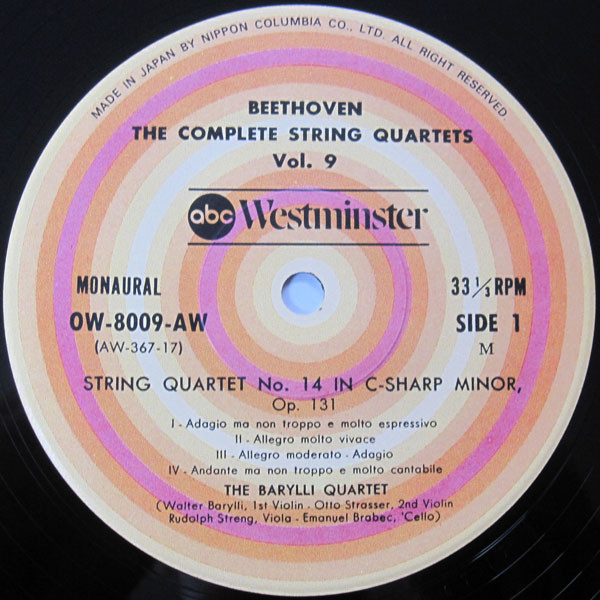 MADE IN JAPAN BY NIPPON COLUMBIA CO., LTD. ALL RIGHT RESERVED.
BEETHOVEN
THE COMPLETE STRING QUARTETS
Vol. 9
abc Westminster
MONAURAL 33 1/3 RPM
OW-8009-AW SIDE 1
(AW-367-17) M
STRING QUARTET No. 14 IN C-SHARP MINOR,
Op. 131
I - Adagio ma non troppo e molto espressivo
II - Allegro molto vivace
III - Allegro moderato - Adagio
IV - Andante ma non troppo e molto cantabile
THE BARYLLI QUARTET
(Walter Barylli, 1st Violin - Otto Strasser, 2nd Violin
Rudolph Streng, Viola - Emanuel Brabec, 'Cello)